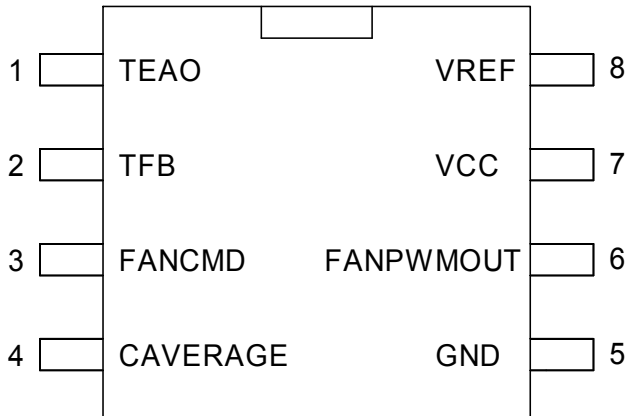 1 TEAO VREF 8
2 TFB VCC 7
3 FANCMD FANPWMOUT 6
4 CAVERAGE GND 5